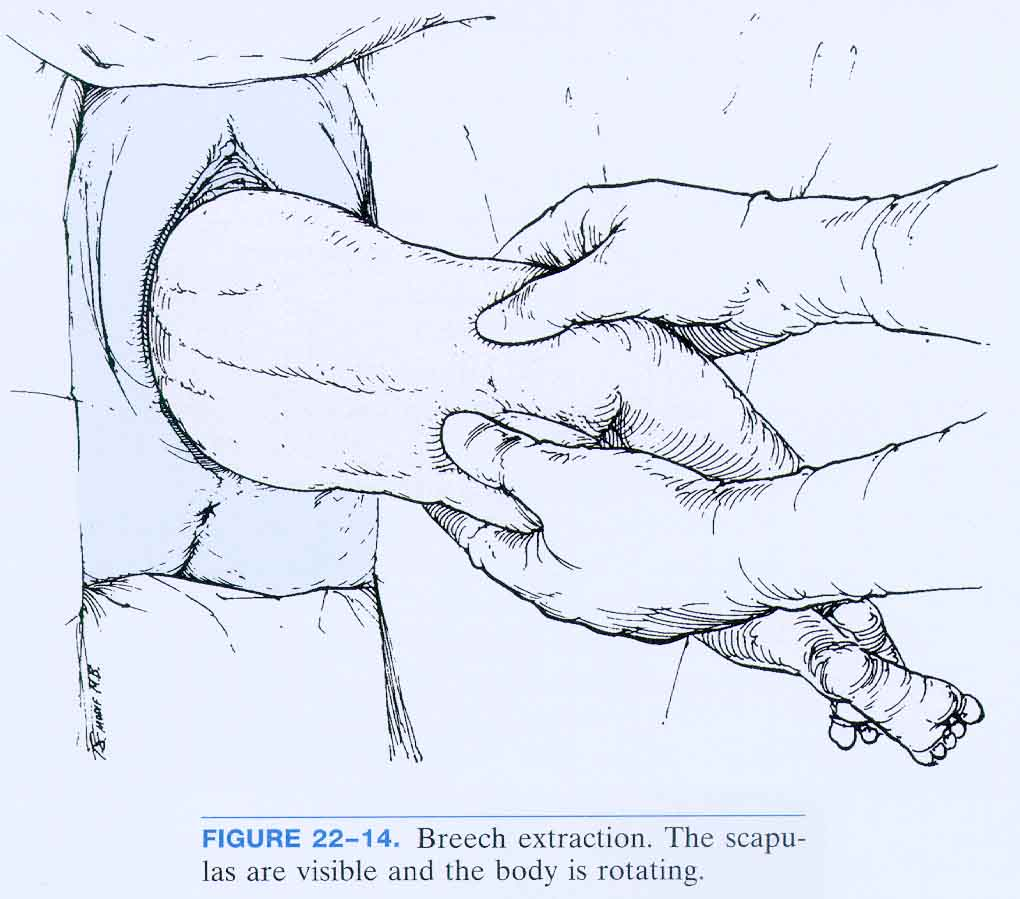 FIGURE 22–14. Breech extraction. The scapu-
las are visible and the body is rotating.